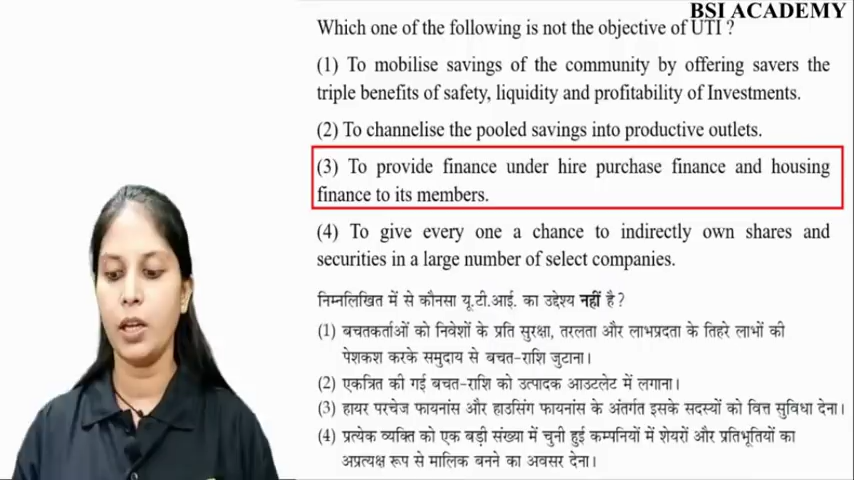 BSI ACADEMY
Which one of the following is not the objective of UTI ?
(1) To mobilise savings of the community by offering savers the
triple benefits of safety, liquidity and profitability of Investments.
(2) To channelise the pooled savings into productive outlets.
(3) To provide finance under hire purchase finance and housing
finance to its members.
(4) To give every one a chance to indirectly own shares and
securities in a large number of select companies.
निम्नलिखित में से कौनसा यू.टी.आई. का उद्देश्य नहीं है ?
(1) बचतकर्ताओं को निवेशों के प्रति सुरक्षा, तरलता और लाभप्रदता के तिहरे लाभों की
पेशकश करके समुदाय से बचत-राशि जुटाना।
(2) एकत्रित की गई बचत-राशि को उत्पादक आउटलेट में लगाना।
(3) हायर परचेज फायनांस और हाउसिंग फायनांस के अंतर्गत इसके सदस्यों को वित्त सुविधा देना।
(4) प्रत्येक व्यक्ति को एक बड़ी संख्या में चुनी हुई कम्पनियों में शेयरों और प्रतिभूतियों का
अप्रत्यक्ष रूप से मालिक बनने का अवसर देना।